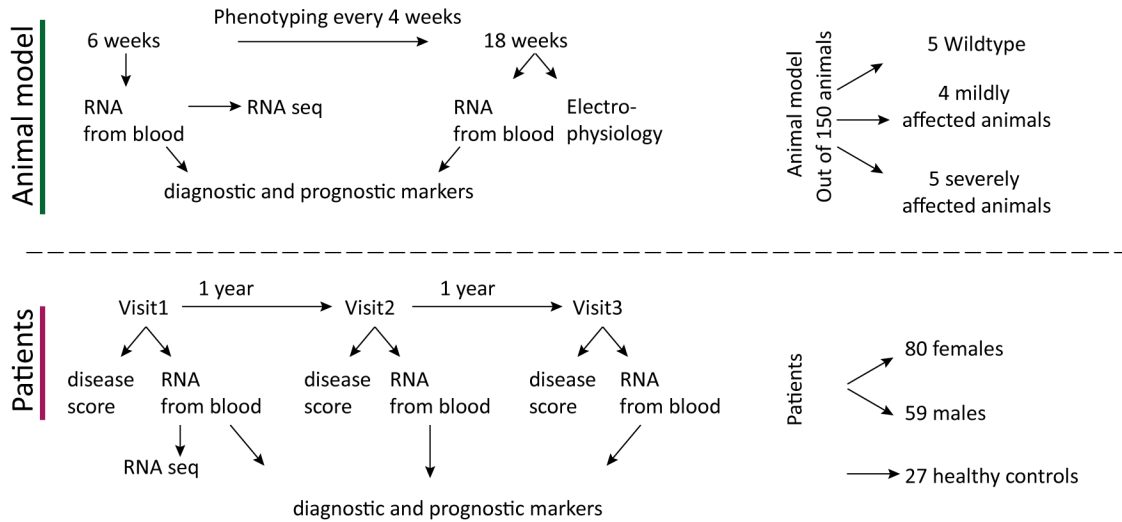 Animal model
Phenotyping every 4 weeks
6 weeks
18 weeks
RNA
from blood
RNA seq
RNA
from blood
Electro-
physiology
diagnostic and prognostic markers
Animal model
Out of 150 animals
5 Wildtype
4 mildly
affected animals
5 severely
affected animals
Patients
Visit1
1 year
Visit2
1 year
Visit3
disease
score
RNA
from blood
disease
score
RNA
from blood
disease
score
RNA
from blood
RNA seq
diagnostic and prognostic markers
Patients
80 females
59 males
27 healthy controls